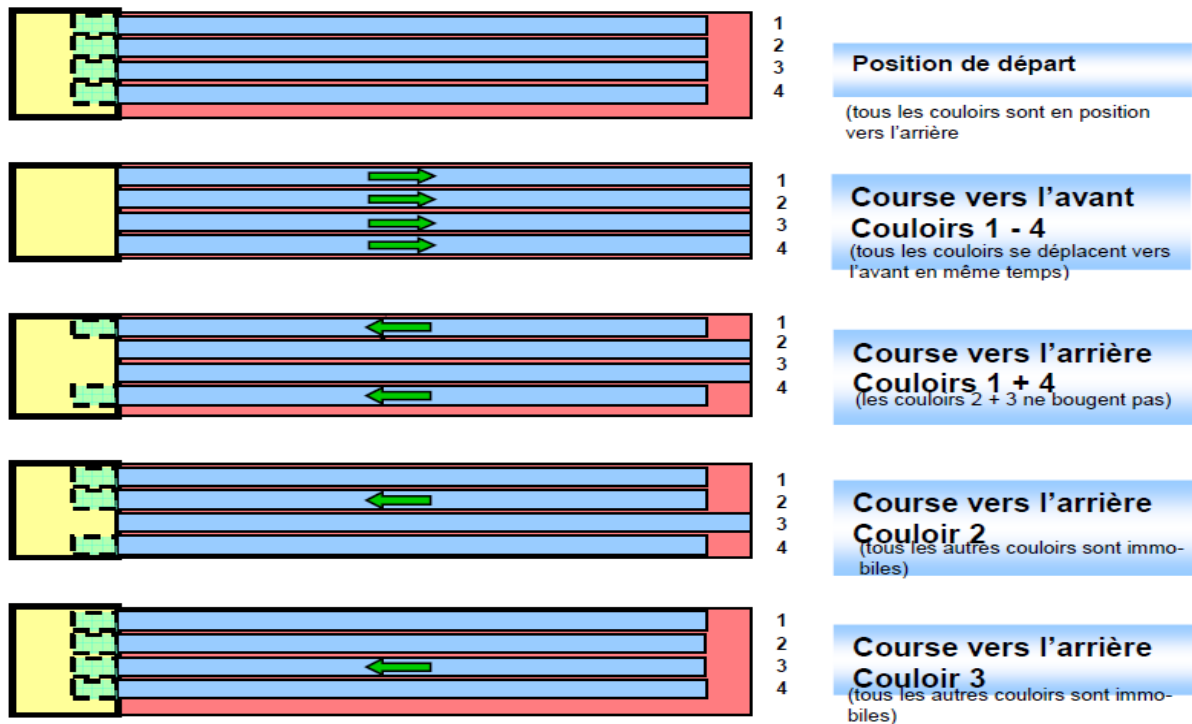 1
2
3
4
Position de départ
(tous les couloirs sont en position
vers l'arrière
1
2
3
4
Course vers l'avant
Couloirs 1 - 4
(tous les couloirs se déplacent vers
l'avant en même temps)
1
2
3
4
Course vers l'arrière
Couloirs 1 + 4
(les couloirs 2 + 3 ne bougent pas)
1
2
3
4
Course vers l'arrière
Couloir 2
(tous les autres couloirs sont immo-
biles)
1
2
3
4
Course vers l'arrière
Couloir 3
(tous les autres couloirs sont immo-
biles)